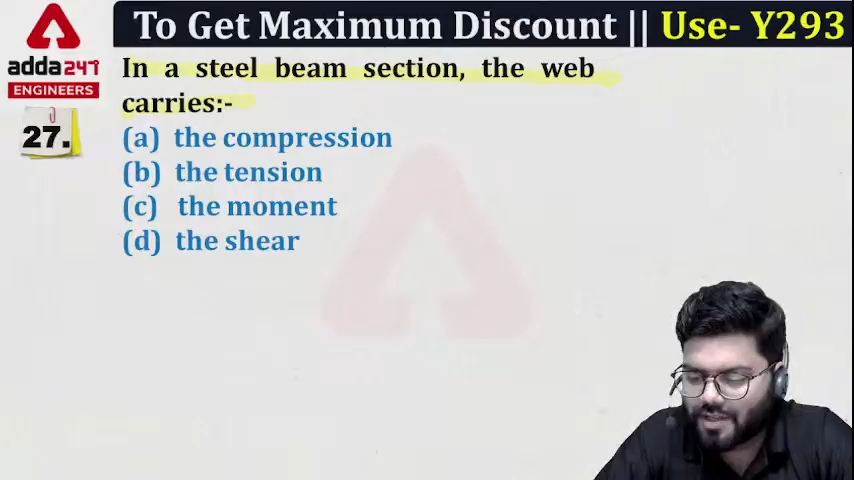 To Get Maximum Discount || Use- Y293
adda247
ENGINEERS
In a steel beam section, the web
carries:-
27.
(a) the compression
(b) the tension
(c) the moment
(d) the shear